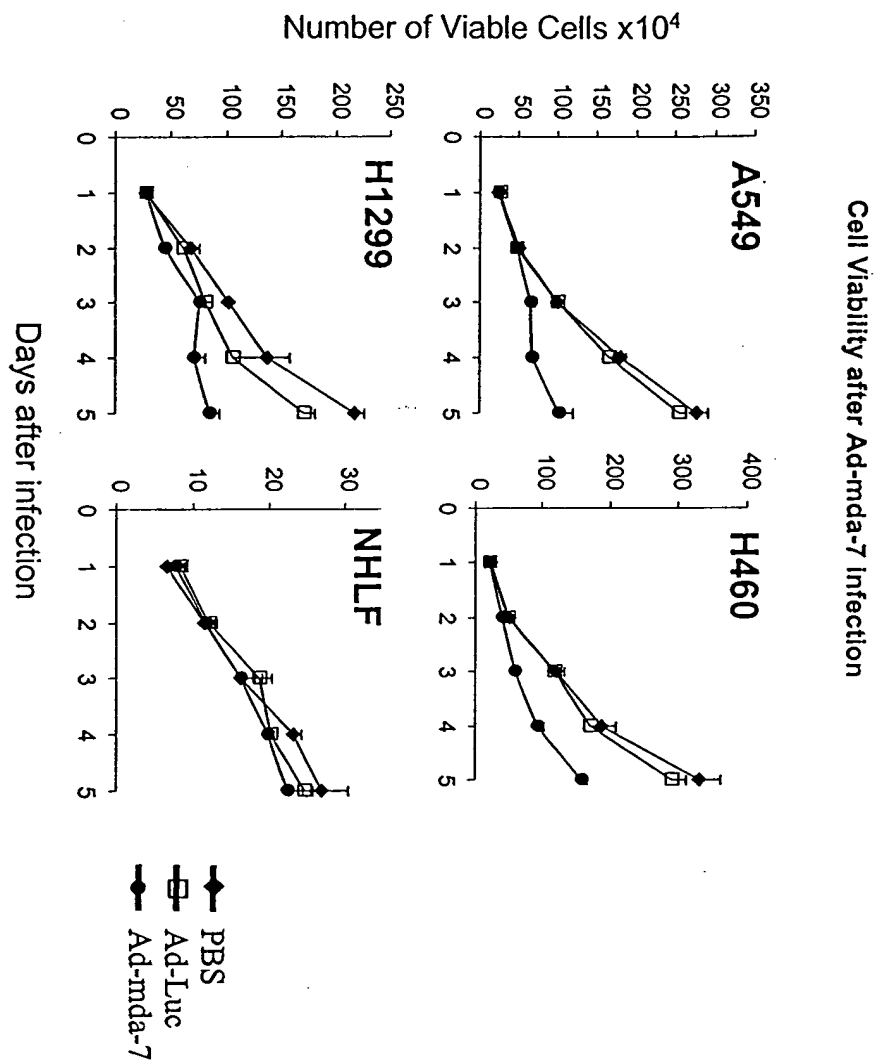 Cell Viability after Ad-mda-7 infection
Number of Viable Cells x10⁴
A549
350
300
250
200
150
100
50
0
0 1 2 3 4 5
H460
400
300
200
100
0
0 1 2 3 4 5
H1299
250
200
150
100
50
0
0 1 2 3 4 5
NHLF
30
20
10
0
0 1 2 3 4 5
Days after infection
PBS
Ad-Luc
Ad-mda-7